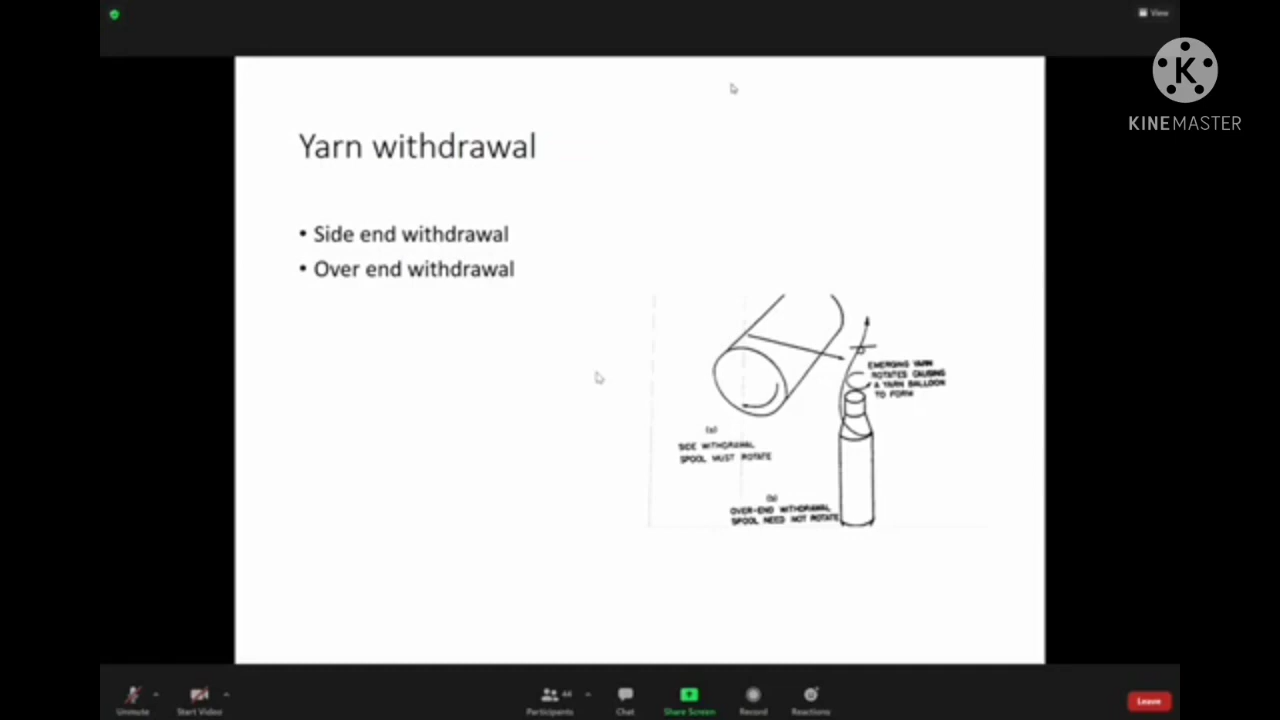 View
KINEMASTER
Yarn withdrawal
• Side end withdrawal
• Over end withdrawal
EMERGING YARN
ROTATES CAUSING
A YARN BALLOON
TO FORM
(a)
SIDE WITHDRAWAL
SPOOL MUST ROTATE
(b)
OVER-END WITHDRAWAL
SPOOL NEED NOT ROTATE
Unmute
Start Video
Participants
44
Chat
Share Screen
Record
Reactions
Leave